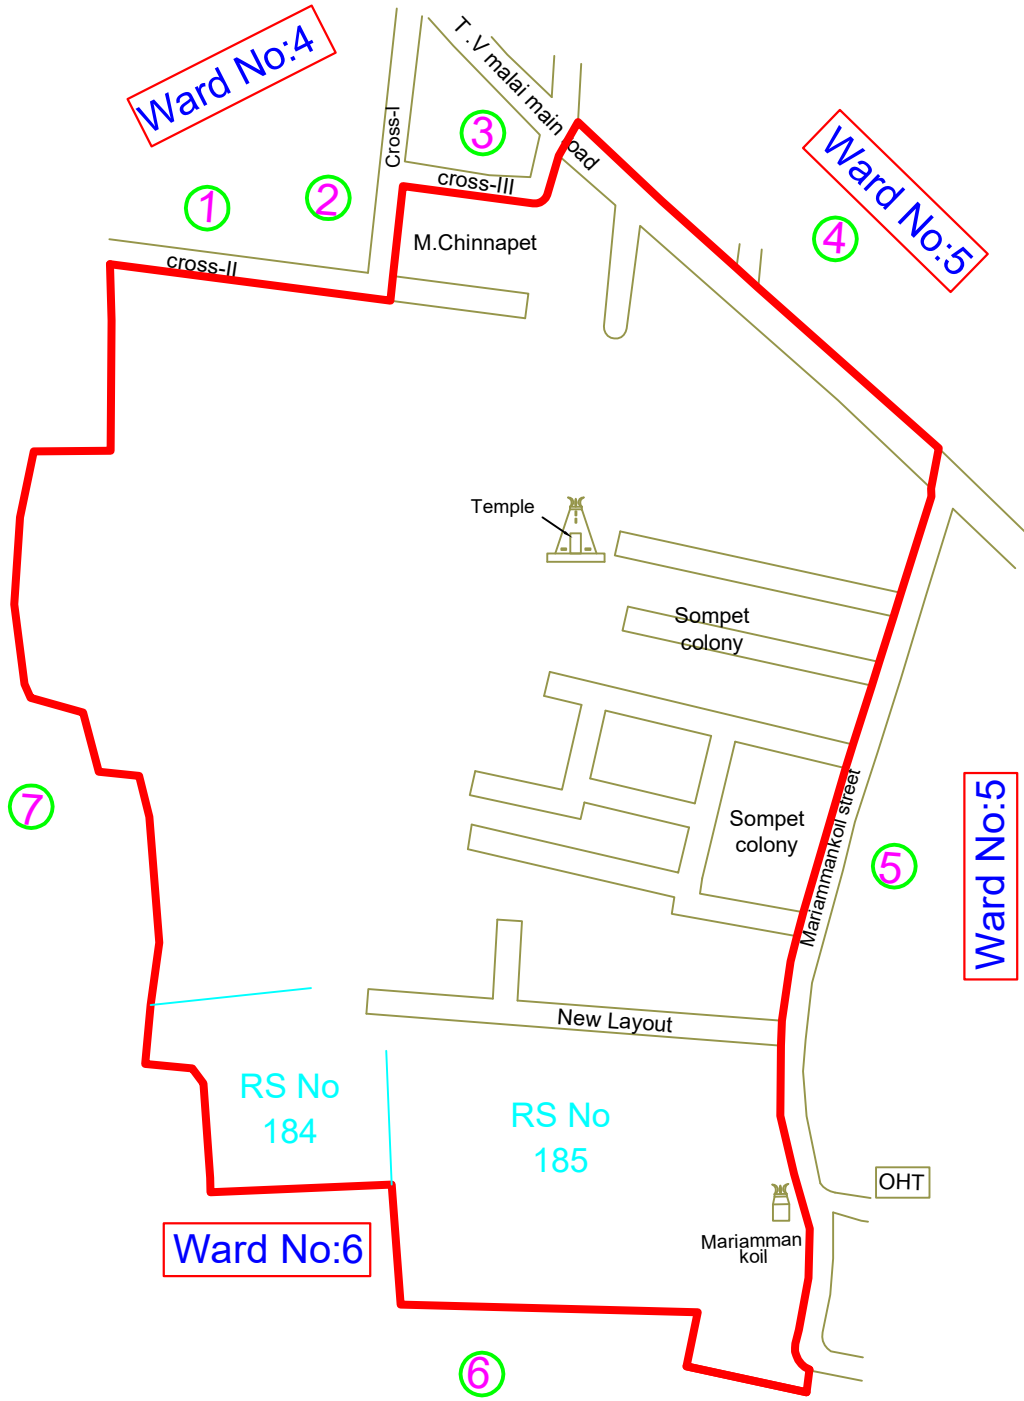 Ward No:4
T.V malai main road
Cross-I
3
Ward No:5
cross-III
1
2
4
M.Chinnapet
cross-II
Temple
Sompet
colony
7
Mariammankoil street
Sompet
colony
5
Ward No:5
New Layout
RS No
184
RS No
185
OHT
Ward No:6
Mariamman
koil
6